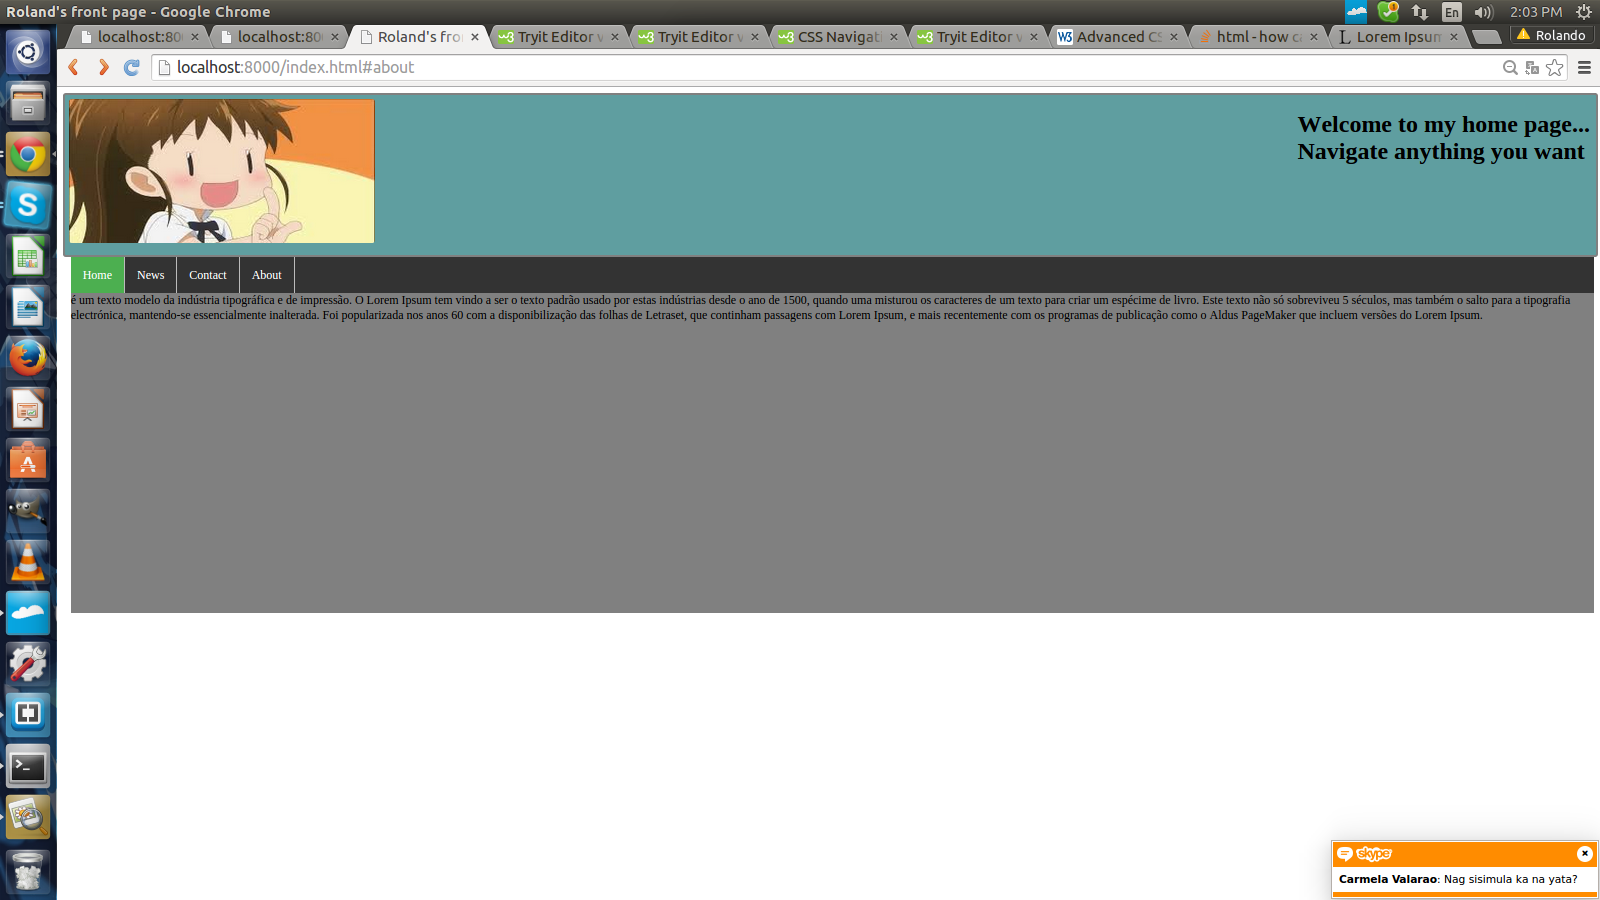 Roland's front page - Google Chrome
En
2:03 PM
localhost:80
localhost:80
Roland's fro
Tryit Editor v
Tryit Editor v
CSS Navigati
Tryit Editor v
W3 Advanced CS
html - how ca
Lorem Ipsum
Rolando
localhost:8000/index.html#about
Welcome to my home page...
Navigate anything you want
Home
News
Contact
About
é um texto modelo da indústria tipográfica e de impressão. O Lorem Ipsum tem vindo a ser o texto padrão usado por estas indústrias desde o ano de 1500, quando uma misturou os caracteres de um texto para criar um espécime de livro. Este texto não só sobreviveu 5 séculos, mas também o salto para a tipografia
electrónica, mantendo-se essencialmente inalterada. Foi popularizada nos anos 60 com a disponibilização das folhas de Letraset, que continham passagens com Lorem Ipsum, e mais recentemente com os programas de publicação como o Aldus PageMaker que incluem versões do Lorem Ipsum.
skype
Carmela Valarao: Nag sisimula ka na yata?